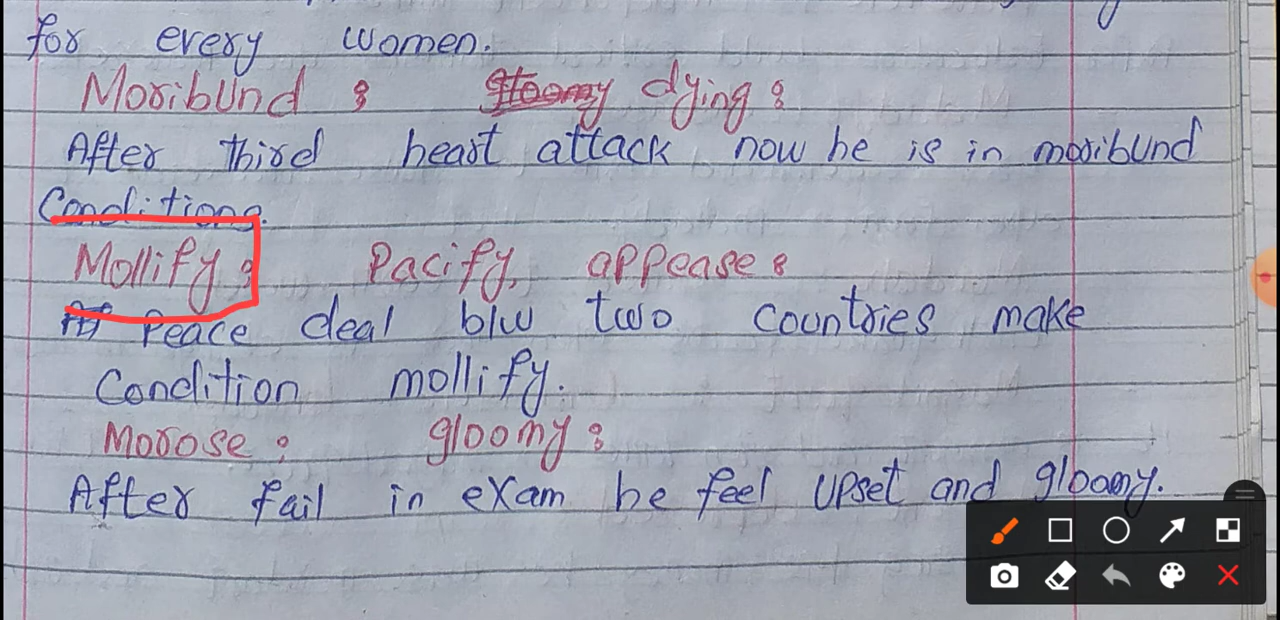 for every women.
Moribund : gloomy dying :
After third heart attack now he is in moribund
Conditions.
Mollify : Pacify, appease :
Peace deal b/w two countries make
Condition mollify.
Morose : gloomy :
After fail in exam he feel upset and gloomy.